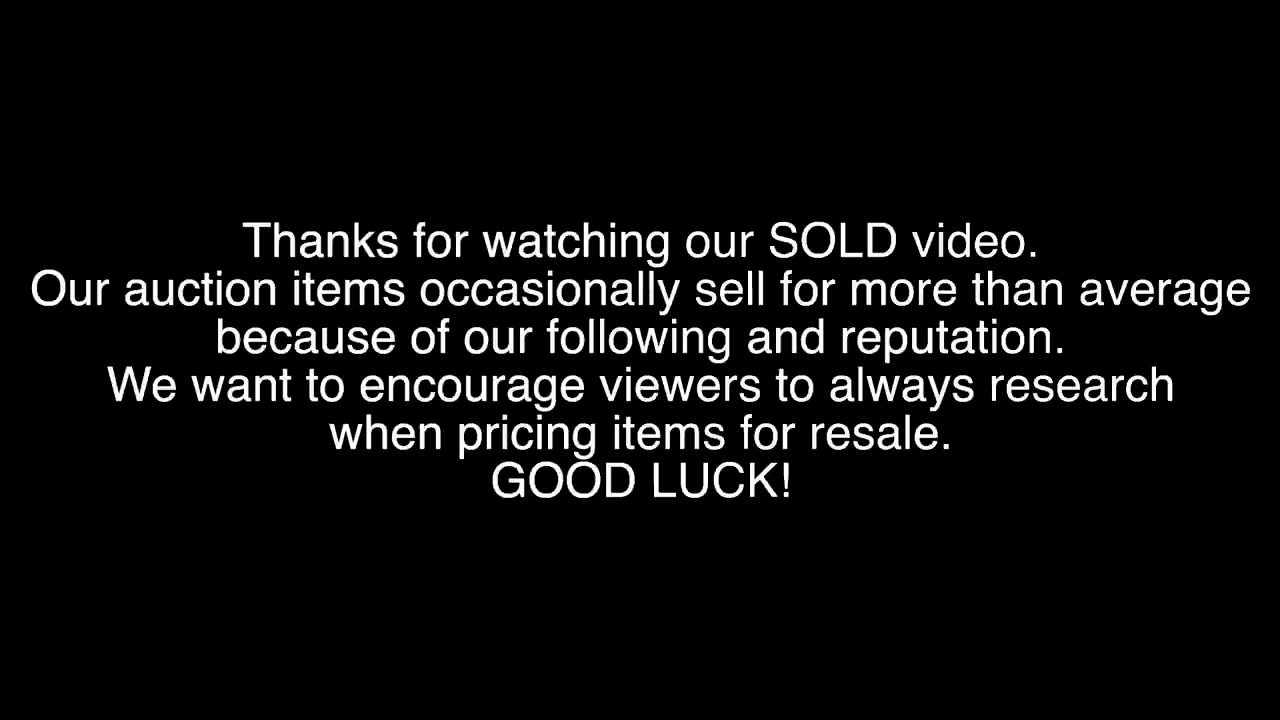 Thanks for watching our SOLD video.
Our auction items occasionally sell for more than average
because of our following and reputation.
We want to encourage viewers to always research
when pricing items for resale.
GOOD LUCK!